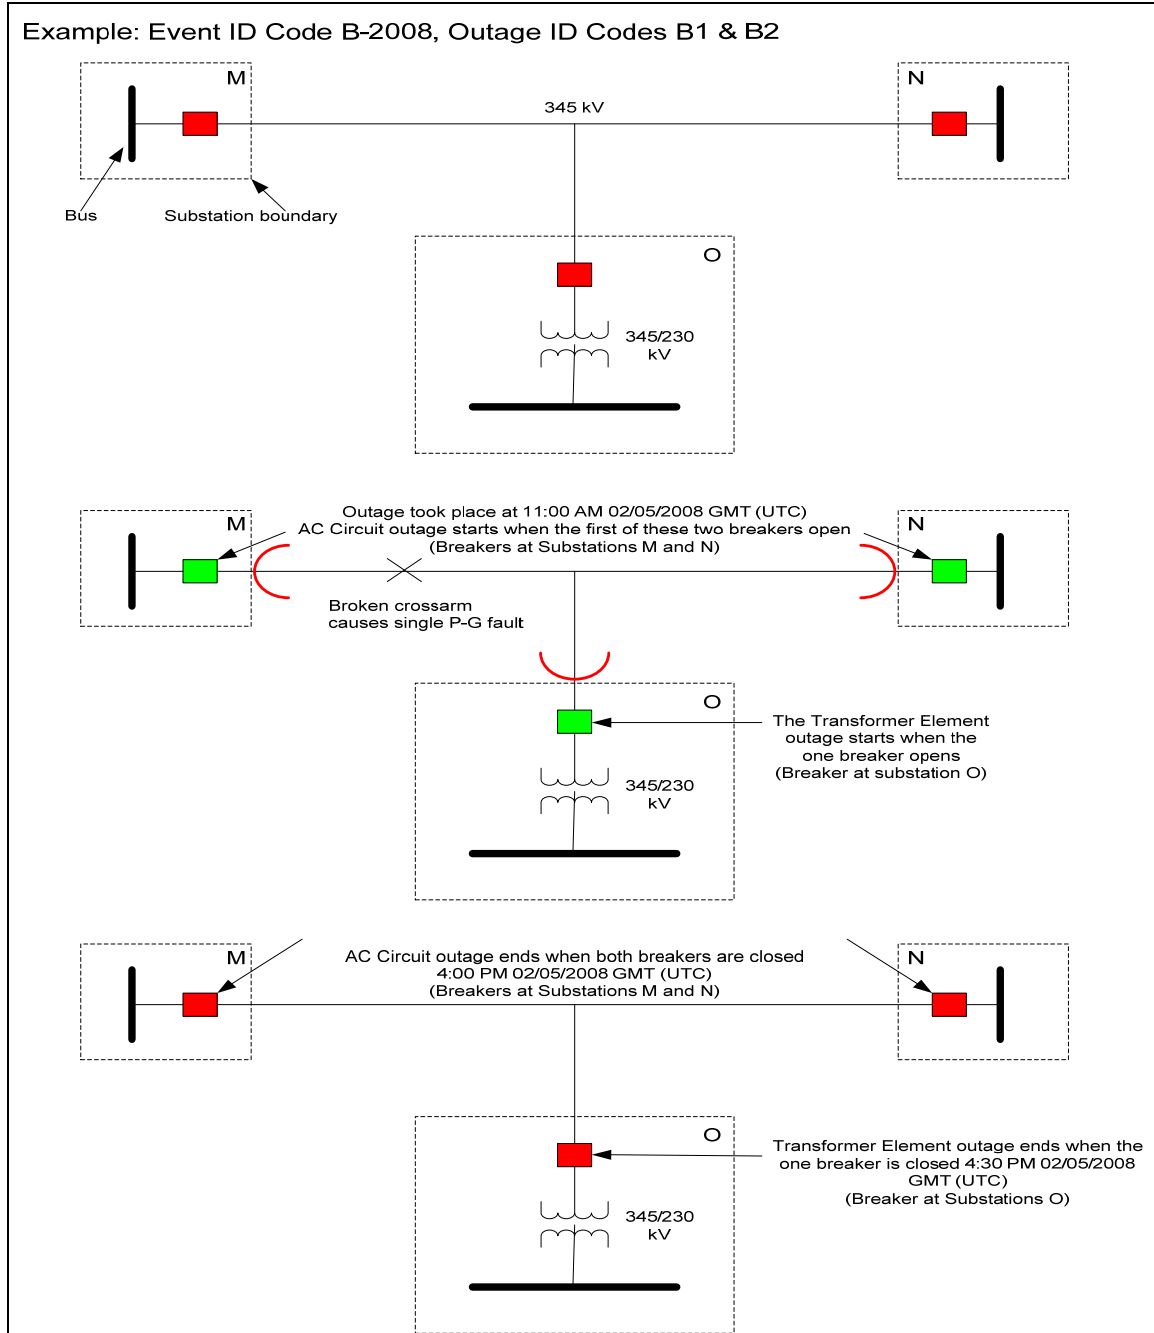 Example: Event ID Code B-2008, Outage ID Codes B1 & B2
M
N
345 kV
Bus
Substation boundary
O
345/230
kV
Outage took place at 11:00 AM 02/05/2008 GMT (UTC)
M
N
AC Circuit outage starts when the first of these two breakers open
(Breakers at Substations M and N)
Broken crossarm
causes single P-G fault
O
The Transformer Element
outage starts when the
one breaker opens
(Breaker at substation O)
345/230
kV
M
N
AC Circuit outage ends when both breakers are closed
4:00 PM 02/05/2008 GMT (UTC)
(Breakers at Substations M and N)
O
Transformer Element outage ends when the
one breaker is closed 4:30 PM 02/05/2008
GMT (UTC)
(Breaker at Substations O)
345/230
kV